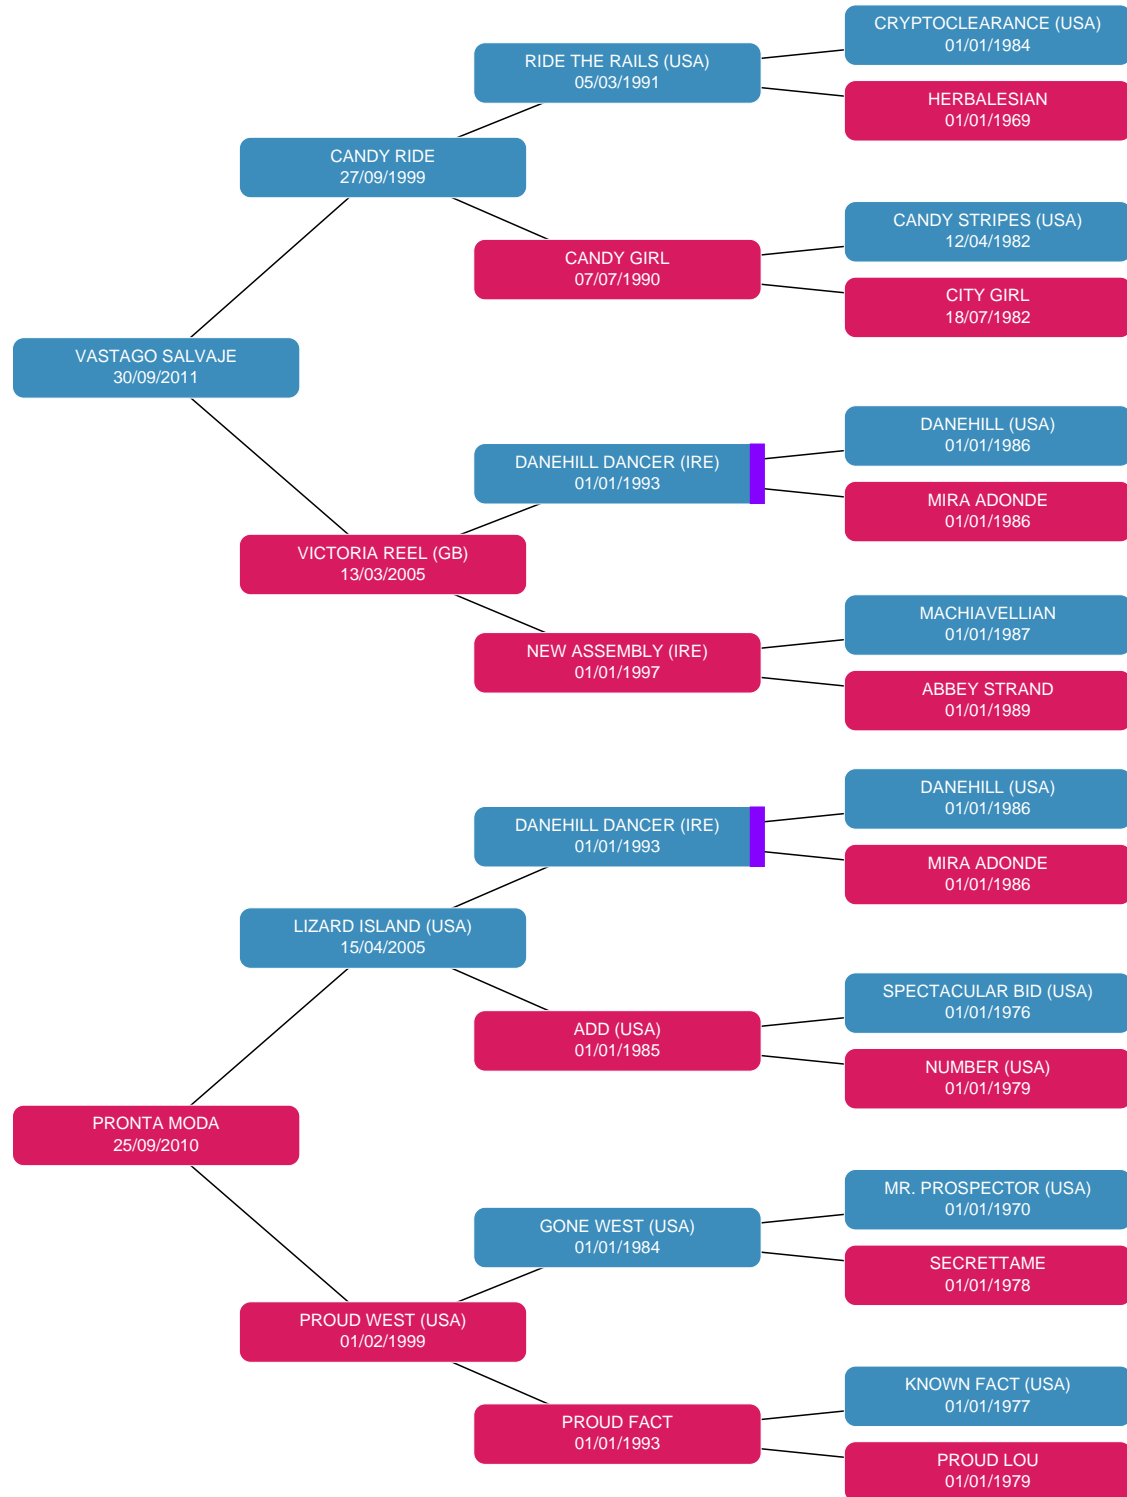 CRYPTOCLEARANCE (USA)
01/01/1984
RIDE THE RAILS (USA)
05/03/1991
HERBALESIAN
01/01/1969
CANDY RIDE
27/09/1999
CANDY STRIPES (USA)
12/04/1982
CANDY GIRL
07/07/1990
CITY GIRL
18/07/1982
VASTAGO SALVAJE
30/09/2011
DANEHILL (USA)
01/01/1986
DANEHILL DANCER (IRE)
01/01/1993
MIRA ADONDE
01/01/1986
VICTORIA REEL (GB)
13/03/2005
MACHIAVELLIAN
01/01/1987
NEW ASSEMBLY (IRE)
01/01/1997
ABBEY STRAND
01/01/1989
DANEHILL (USA)
01/01/1986
DANEHILL DANCER (IRE)
01/01/1993
MIRA ADONDE
01/01/1986
LIZARD ISLAND (USA)
15/04/2005
SPECTACULAR BID (USA)
01/01/1976
ADD (USA)
01/01/1985
NUMBER (USA)
01/01/1979
PRONTA MODA
25/09/2010
MR. PROSPECTOR (USA)
01/01/1970
GONE WEST (USA)
01/01/1984
SECRETTAME
01/01/1978
PROUD WEST (USA)
01/02/1999
KNOWN FACT (USA)
01/01/1977
PROUD FACT
01/01/1993
PROUD LOU
01/01/1979